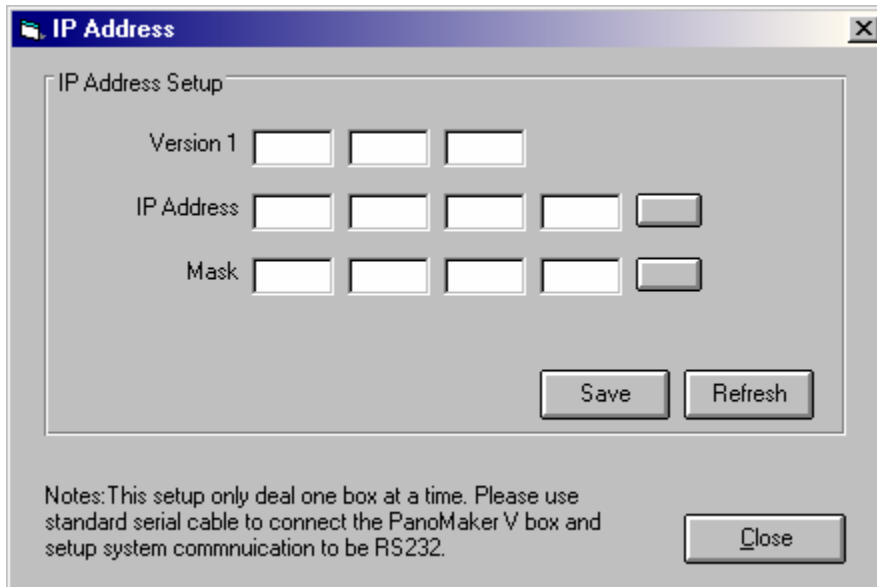 IP Address
IP Address Setup
Version 1
IP Address
Mask
Save
Refresh
Notes:This setup only deal one box at a time. Please use
standard serial cable to connect the PanoMaker V box and
setup system commnuication to be RS232.
Close